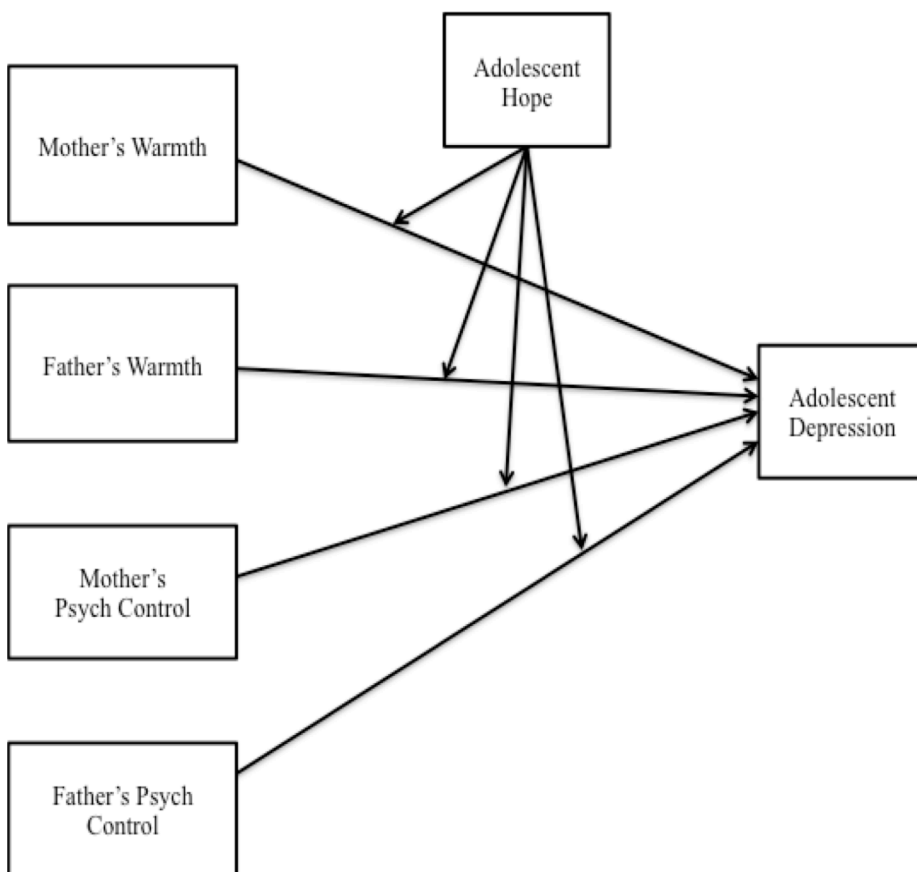 Adolescent
Hope
Mother’s Warmth
Father’s Warmth
Adolescent
Depression
Mother’s
Psych Control
Father’s Psych
Control